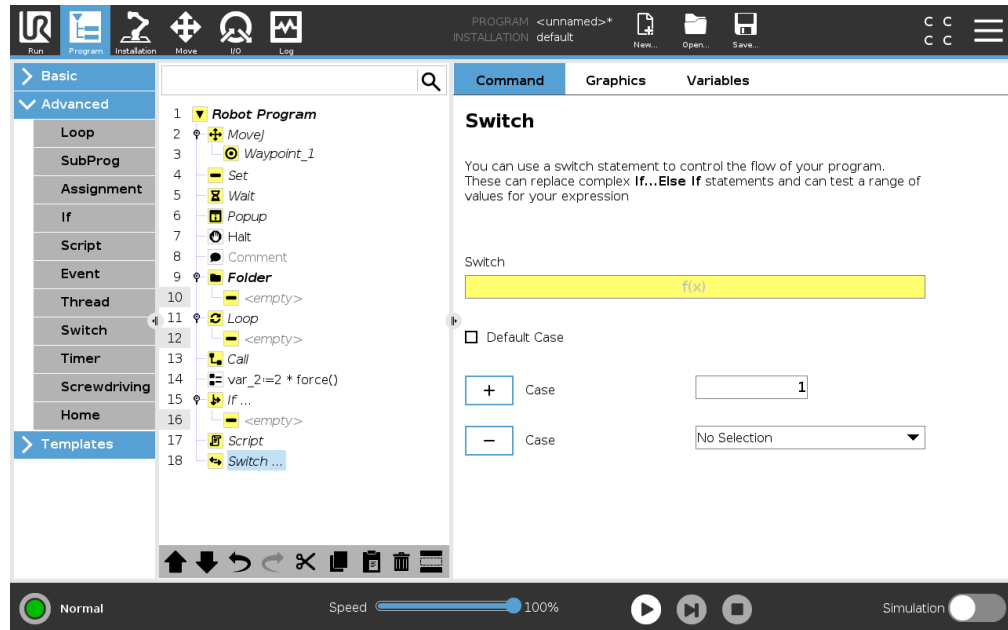 UR
PROGRAM <unnamed>*
INSTALLATION default
C C
C C
Run Program Installation Move I/O Log New... Open... Save...
Basic
Advanced
Loop
SubProg
Assignment
If
Script
Event
Thread
Switch
Timer
Screwdriving
Home
Templates
1 Robot Program
2 MoveJ
3 Waypoint_1
4 Set
5 Wait
6 Popup
7 Halt
8 Comment
9 Folder
10 <empty>
11 Loop
12 <empty>
13 Call
14 var_2:=2 * force()
15 If ...
16 <empty>
17 Script
18 Switch ...
Command Graphics Variables
Switch
You can use a switch statement to control the flow of your program.
These can replace complex If...Else If statements and can test a range of
values for your expression
Switch
f(x)
Default Case
+ Case 1
− Case No Selection
Normal Speed 100% Simulation